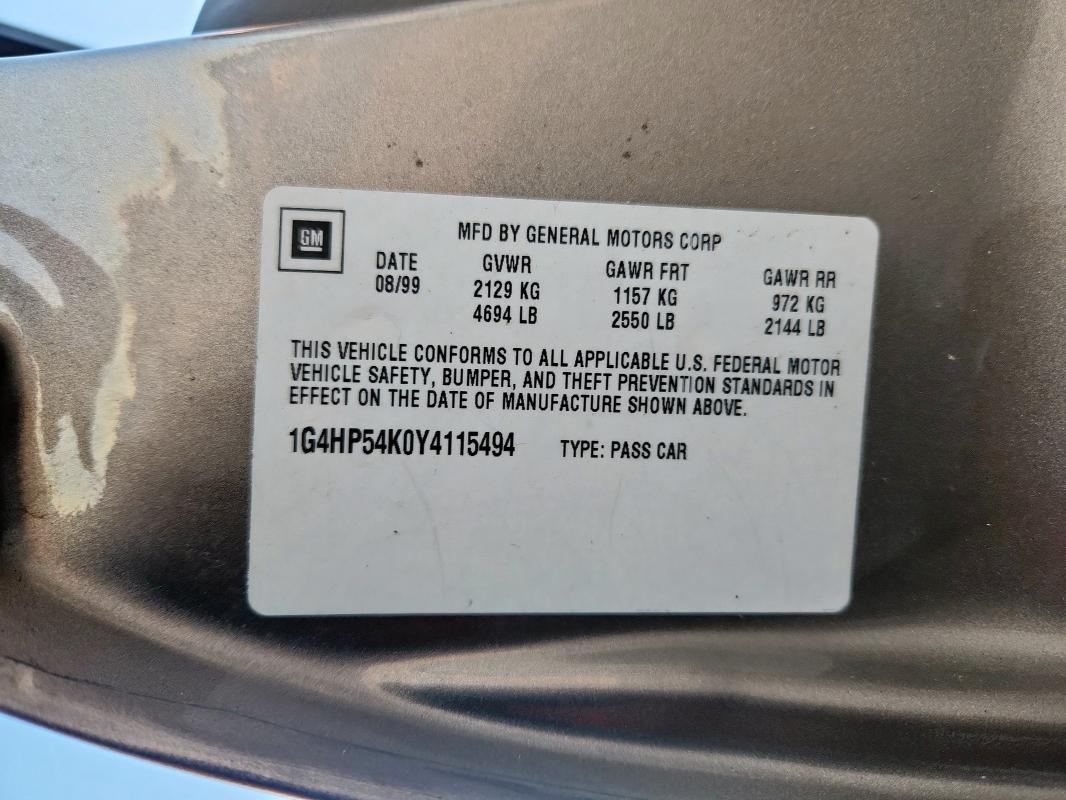 GM
MFD BY GENERAL MOTORS CORP
DATE GVWR GAWR FRT GAWR RR
08/99 2129 KG 1157 KG 972 KG
4694 LB 2550 LB 2144 LB
THIS VEHICLE CONFORMS TO ALL APPLICABLE U.S. FEDERAL MOTOR
VEHICLE SAFETY, BUMPER, AND THEFT PREVENTION STANDARDS IN
EFFECT ON THE DATE OF MANUFACTURE SHOWN ABOVE.
1G4HP54K0Y4115494 TYPE: PASS CAR